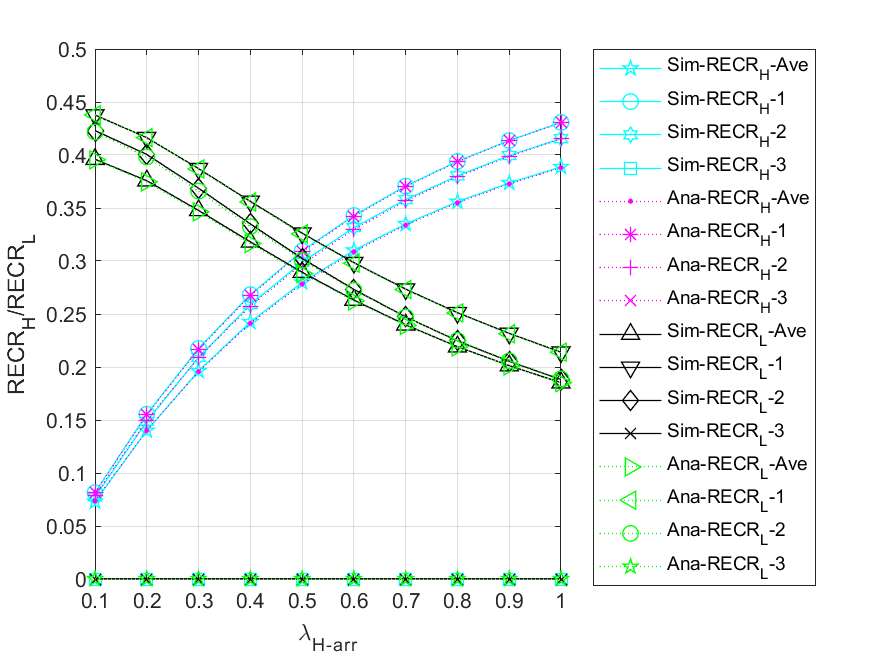 0.5
0.45
0.4
0.35
0.3
0.25
0.2
0.15
0.1
0.05
0
RECR_H/RECR_L
0.1 0.2 0.3 0.4 0.5 0.6 0.7 0.8 0.9 1
λ_H-arr
Sim-RECR_H-Ave
Sim-RECR_H-1
Sim-RECR_H-2
Sim-RECR_H-3
Ana-RECR_H-Ave
Ana-RECR_H-1
Ana-RECR_H-2
Ana-RECR_H-3
Sim-RECR_L-Ave
Sim-RECR_L-1
Sim-RECR_L-2
Sim-RECR_L-3
Ana-RECR_L-Ave
Ana-RECR_L-1
Ana-RECR_L-2
Ana-RECR_L-3